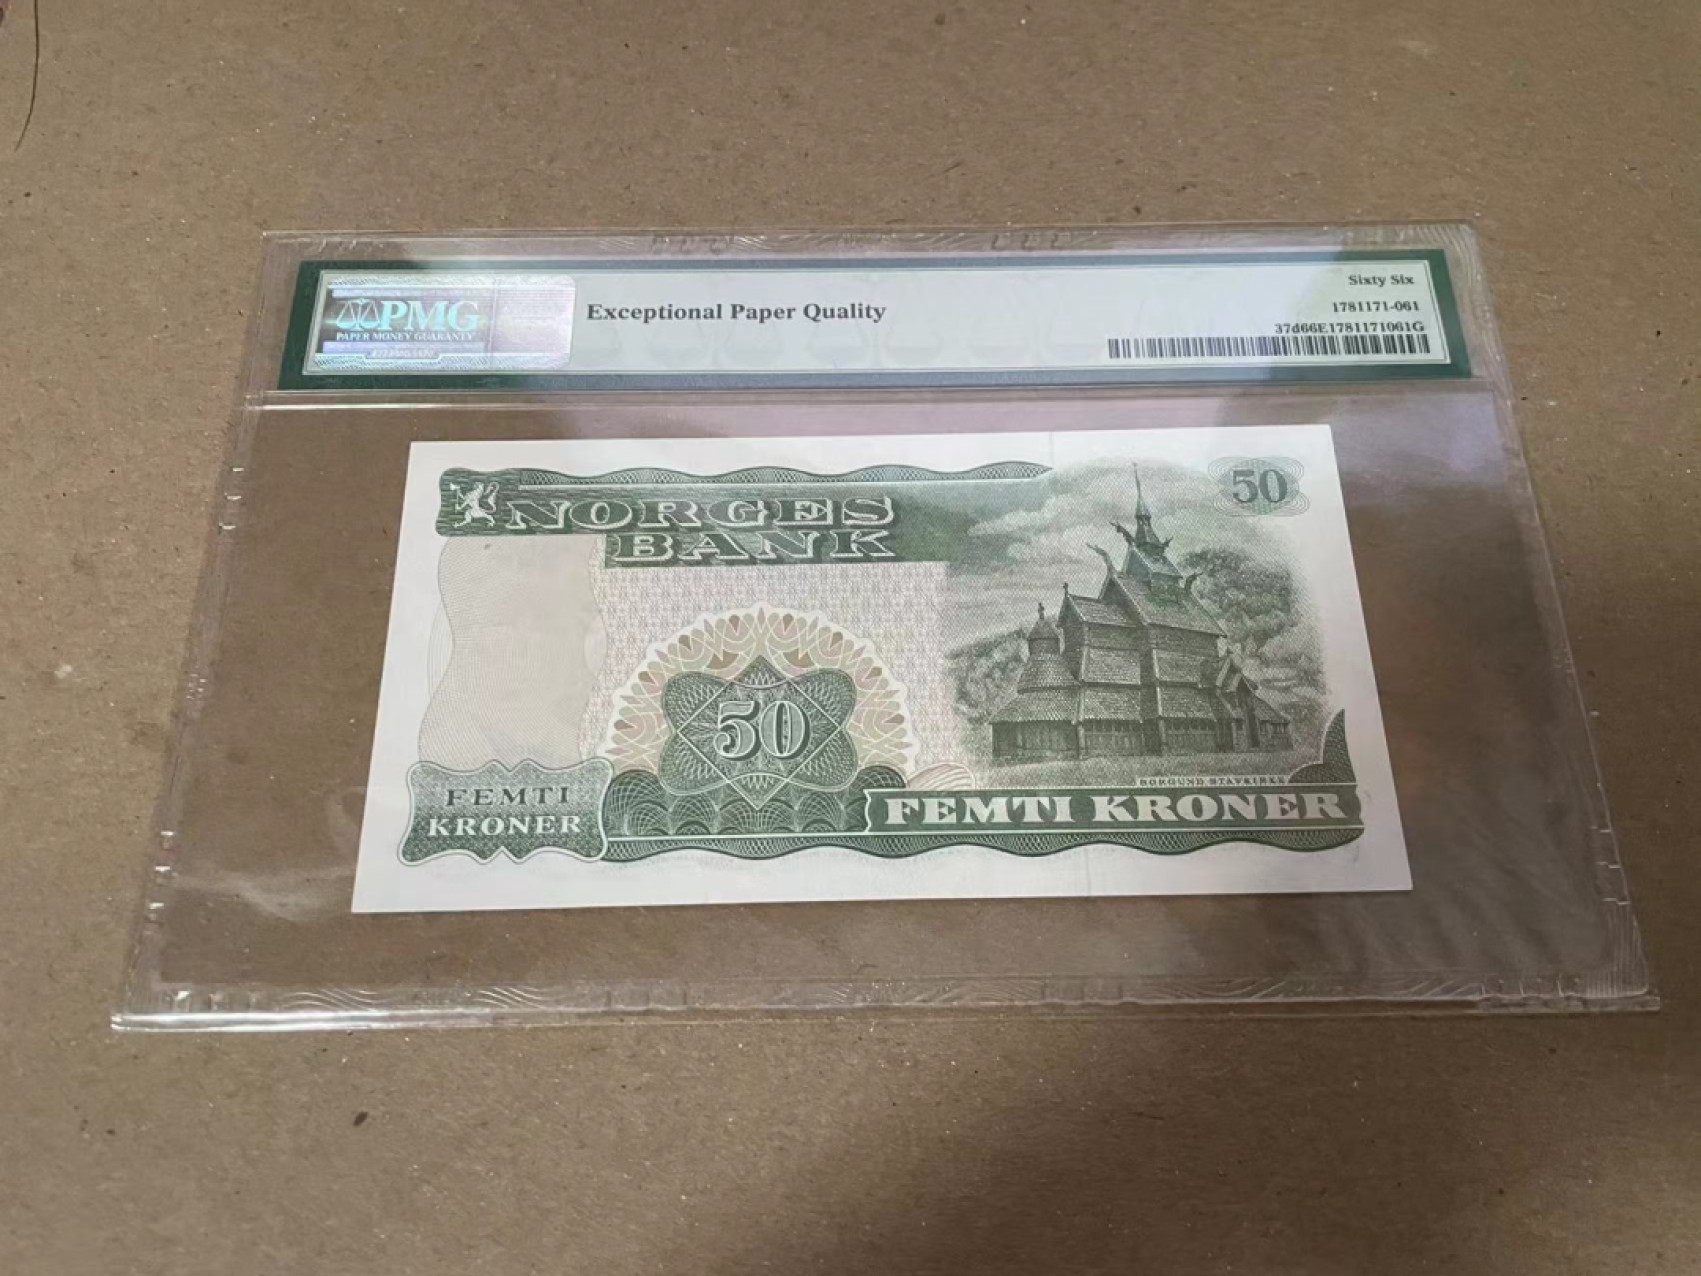 PMG
PAPER MONEY GUARANTY
Exceptional Paper Quality
Sixty Six
1781171-061
37d66E1781171061G
NORGES
BANK
50
50
BORGUND STAVKIRKE
FEMTI
KRONER
FEMTI KRONER